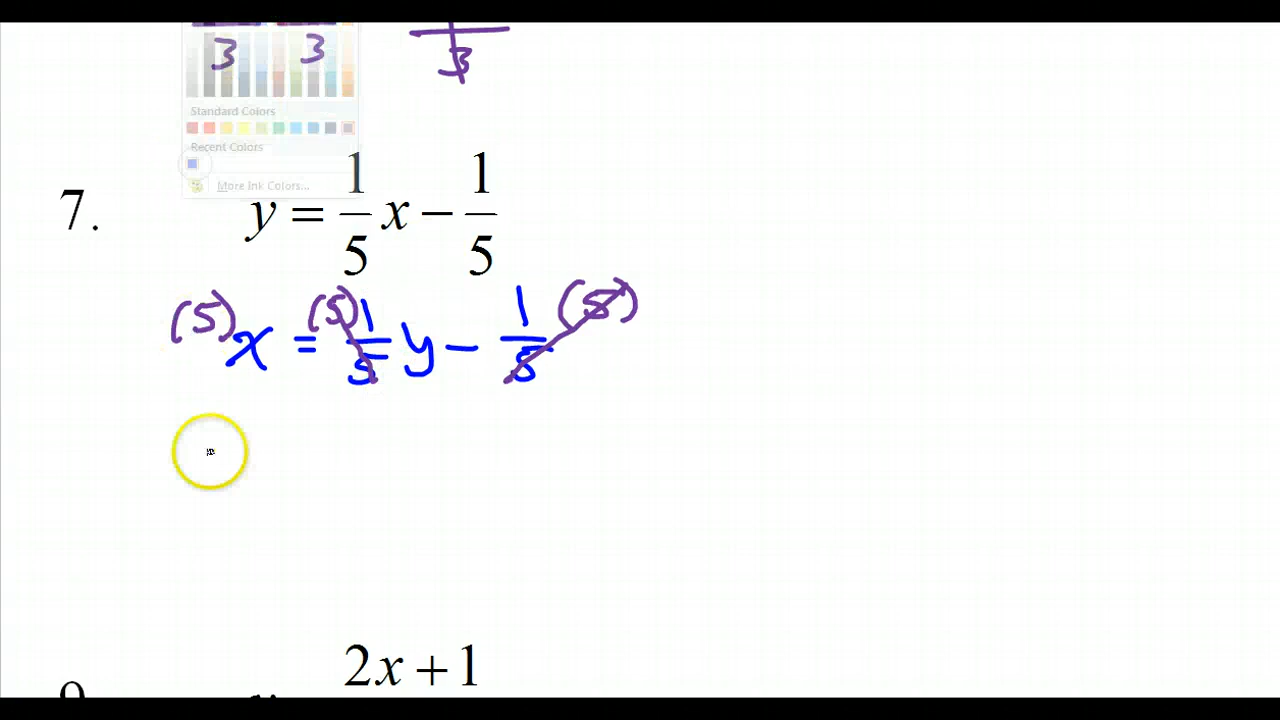 3 3 3
Standard Colors
Recent Colors
More Ink Colors...
7. y = 1/5 x − 1/5
(5) x = (5) 1/5 y − 1/5 (5)
2x + 1